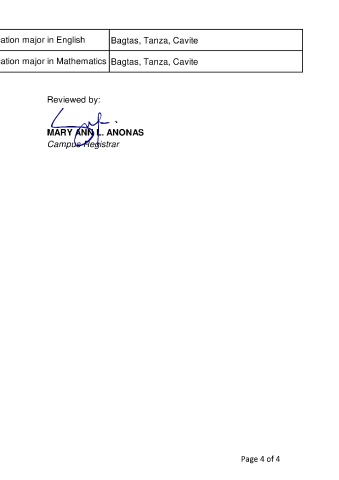 ation major in English Bagtas, Tanza, Cavite
ation major in Mathematics Bagtas, Tanza, Cavite
Reviewed by:
MARY ANN L. ANONAS
Campus Registrar
Page 4 of 4